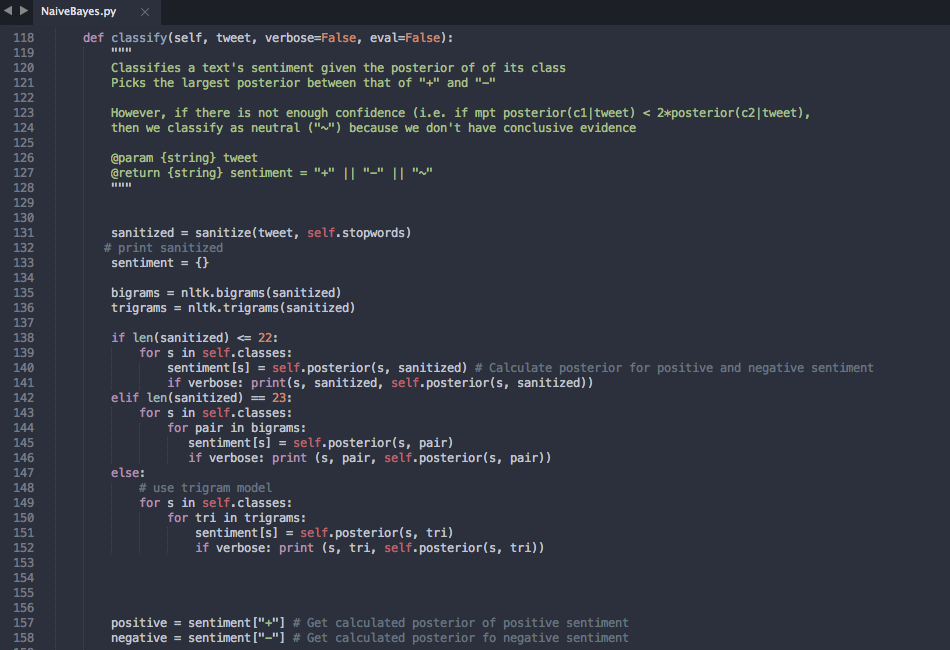 NaiveBayes.py
118 def classify(self, tweet, verbose=False, eval=False):
119 """
120 Classifies a text's sentiment given the posterior of of its class
121 Picks the largest posterior between that of "+" and "-"
122
123 However, if there is not enough confidence (i.e. if mpt posterior(c1|tweet) < 2*posterior(c2|tweet),
124 then we classify as neutral ("~") because we don't have conclusive evidence
125
126 @param {string} tweet
127 @return {string} sentiment = "+" || "-" || "~"
128 """
129
130
131 sanitized = sanitize(tweet, self.stopwords)
132 # print sanitized
133 sentiment = {}
134
135 bigrams = nltk.bigrams(sanitized)
136 trigrams = nltk.trigrams(sanitized)
137
138 if len(sanitized) <= 22:
139 for s in self.classes:
140 sentiment[s] = self.posterior(s, sanitized) # Calculate posterior for positive and negative sentiment
141 if verbose: print(s, sanitized, self.posterior(s, sanitized))
142 elif len(sanitized) == 23:
143 for s in self.classes:
144 for pair in bigrams:
145 sentiment[s] = self.posterior(s, pair)
146 if verbose: print (s, pair, self.posterior(s, pair))
147 else:
148 # use trigram model
149 for s in self.classes:
150 for tri in trigrams:
151 sentiment[s] = self.posterior(s, tri)
152 if verbose: print (s, tri, self.posterior(s, tri))
153
154
155
156
157 positive = sentiment["+"] # Get calculated posterior of positive sentiment
158 negative = sentiment["-"] # Get calculated posterior fo negative sentiment